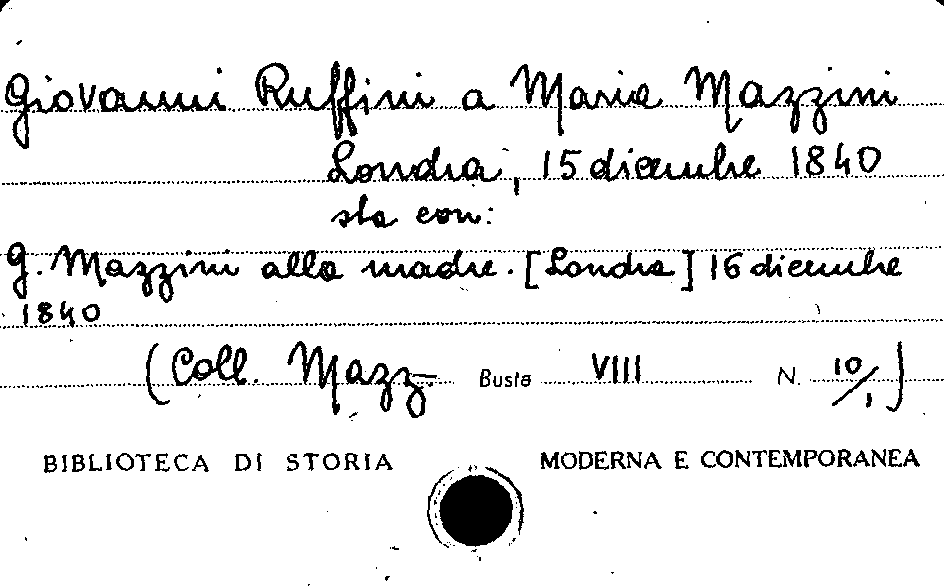 Giovanni Ruffini a Maria Mazzini
Londra, 15 dicembre 1840
sta con:
G. Mazzini alla madre. [Londra] 16 dicembre
1840
(Coll. Mazz. Busta VIII N. 10/1)
BIBLIOTECA DI STORIA MODERNA E CONTEMPORANEA